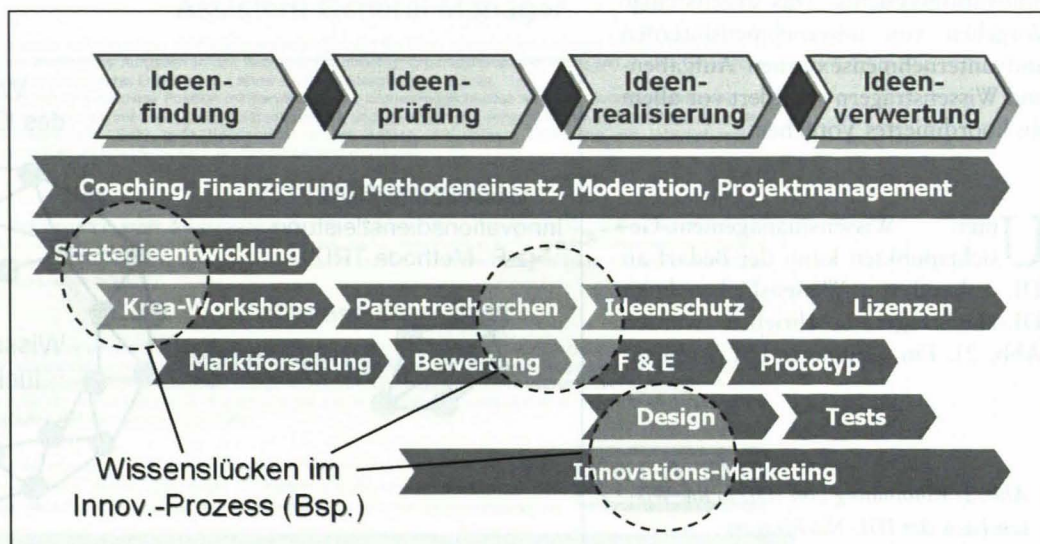 Ideen-
findung
Ideen-
prüfung
Ideen-
realisierung
Ideen-
verwertung
Coaching, Finanzierung, Methodeneinsatz, Moderation, Projektmanagement
Strategieentwicklung
Krea-Workshops
Patentrecherchen
Ideenschutz
Lizenzen
Marktforschung
Bewertung
F & E
Prototyp
Design
Tests
Innovations-Marketing
Wissenslücken im
Innov.-Prozess (Bsp.)